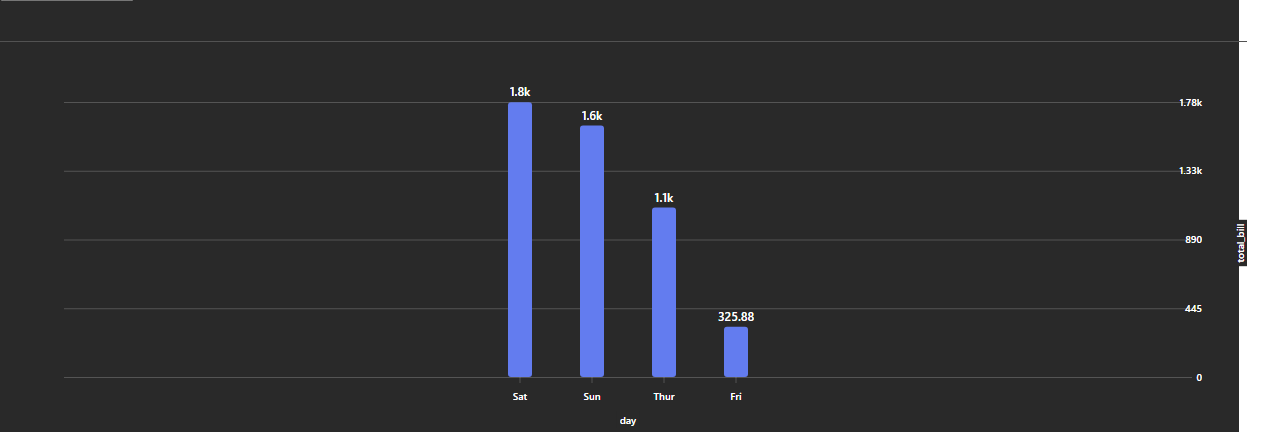 1.8k
1.6k
1.1k
325.88
1.78k
1.33k
890
445
0
total_bill
Sat
Sun
Thur
Fri
day